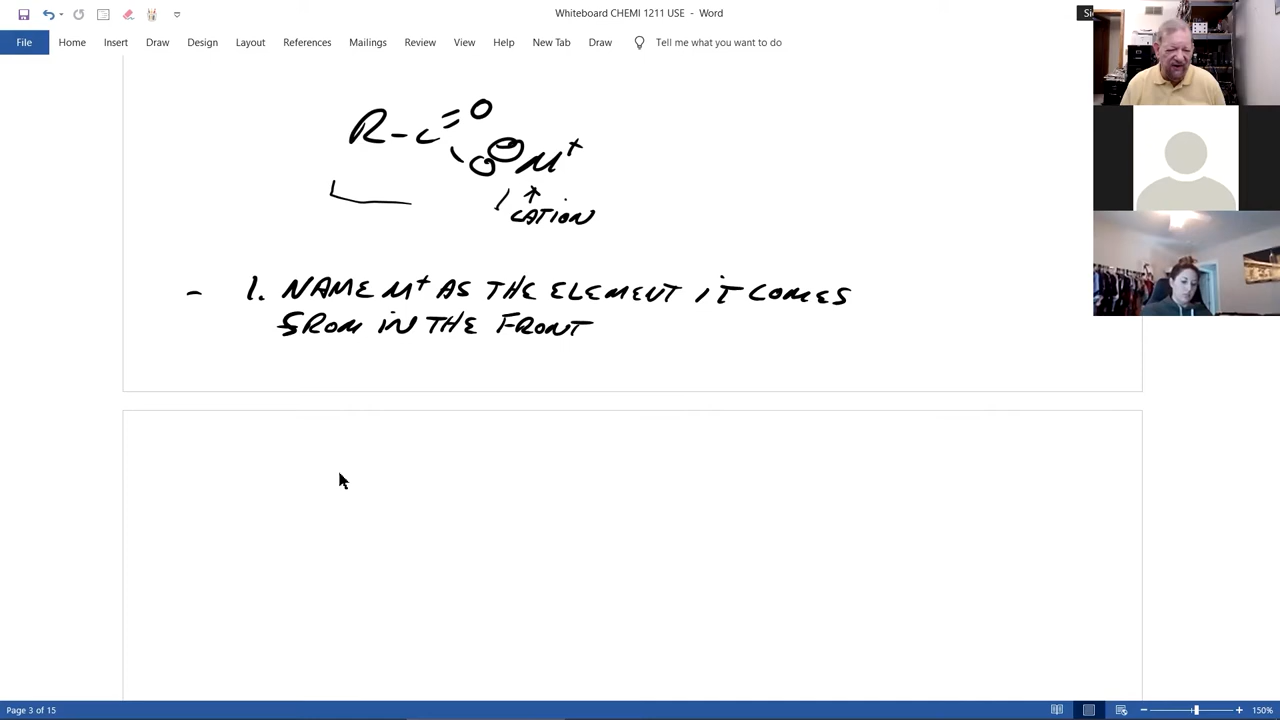 Whiteboard CHEMI 1211 USE - Word
File Home Insert Draw Design Layout References Mailings Review View Help New Tab Draw Tell me what you want to do
R-C=O
-O⊖M+
CATION
- 1. NAME M+ AS THE ELEMENT IT COMES
FROM IN THE FRONT
Page 3 of 15
150%